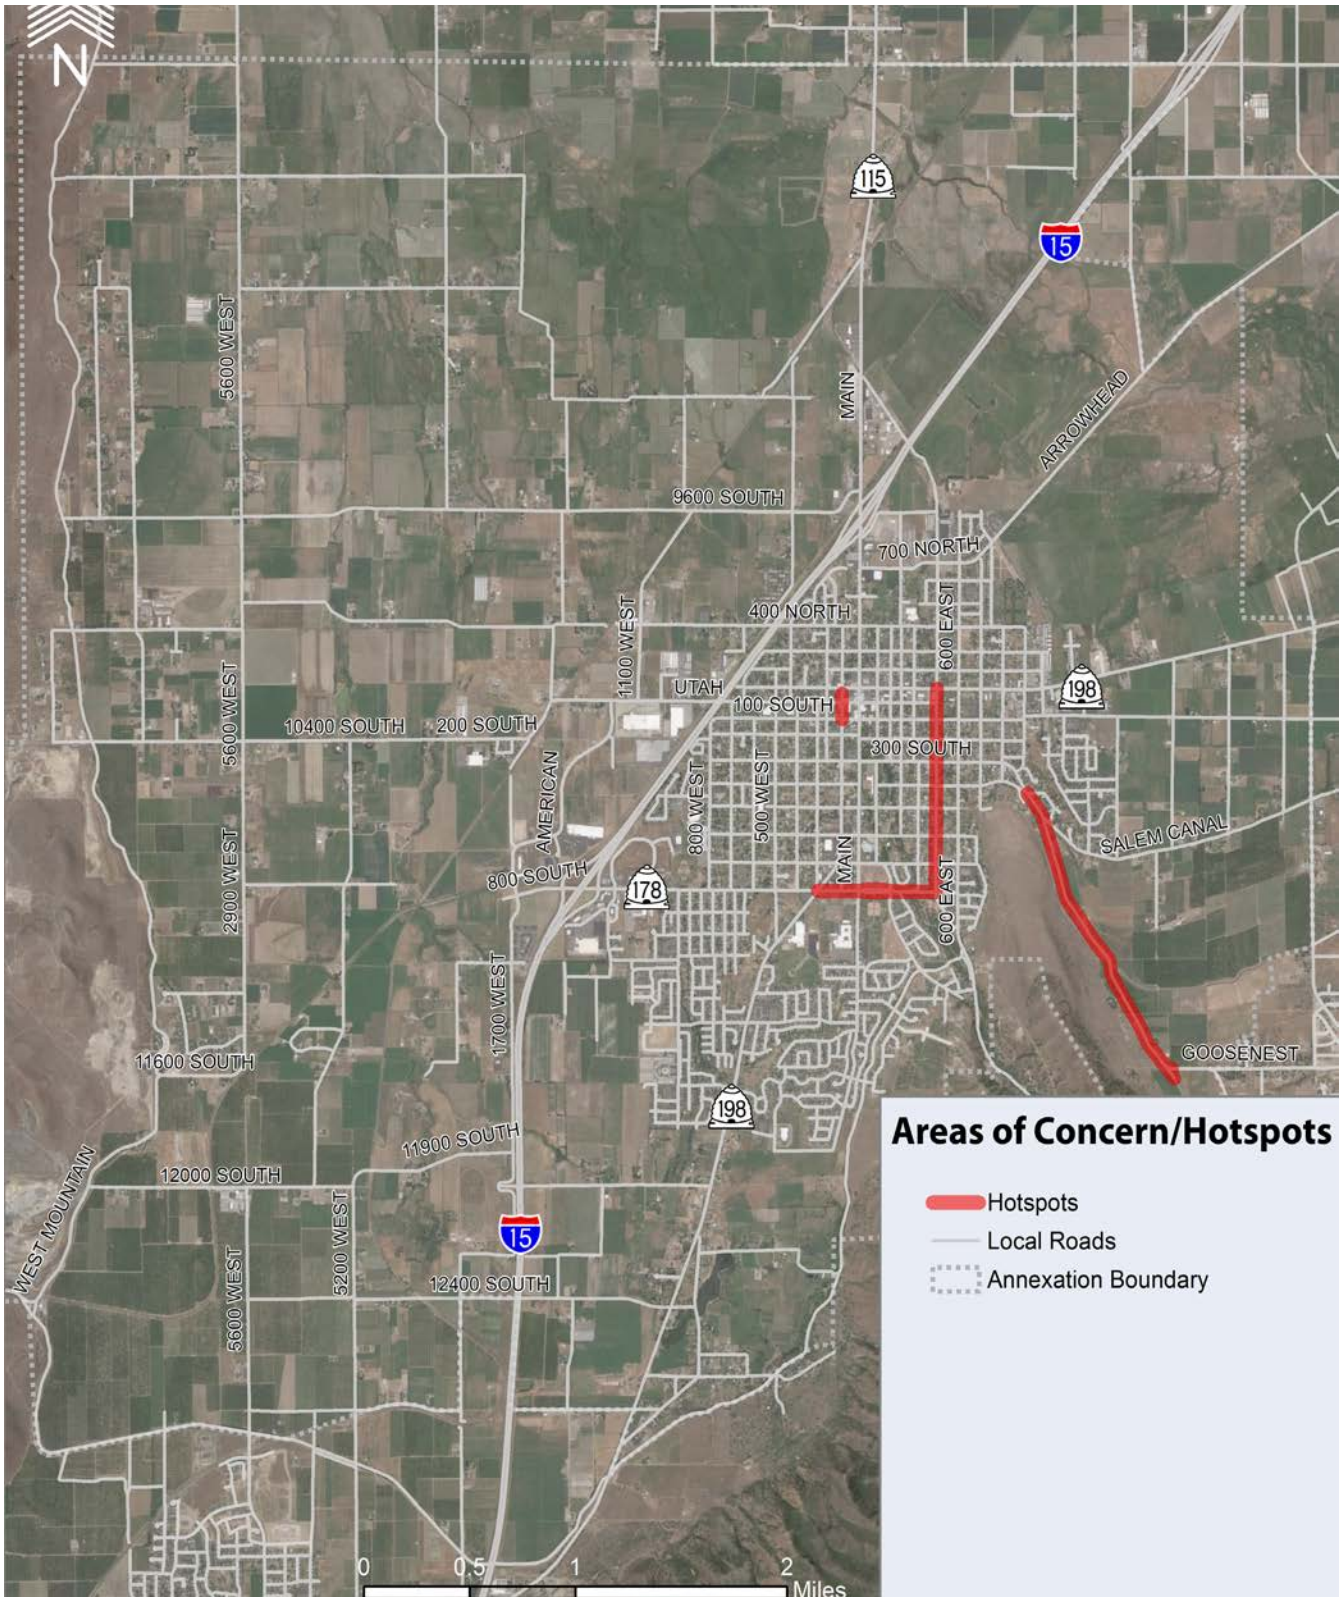 N
115
15
5600 WEST
MAIN
ARROWHEAD
9600 SOUTH
700 NORTH
400 NORTH
1100 WEST
600 EAST
UTAH
198
5600 WEST
100 SOUTH
10400 SOUTH
200 SOUTH
300 SOUTH
AMERICAN
800 WEST
500 WEST
SALEM CANAL
MAIN
800 SOUTH
178
2900 WEST
600 EAST
1700 WEST
11600 SOUTH
GOOSENEST
198
11900 SOUTH
12000 SOUTH
WEST MOUNTAIN
5200 WEST
15
5600 WEST
12400 SOUTH
Areas of Concern/Hotspots
Hotspots
Local Roads
Annexation Boundary
0 0.5 1 2
Miles